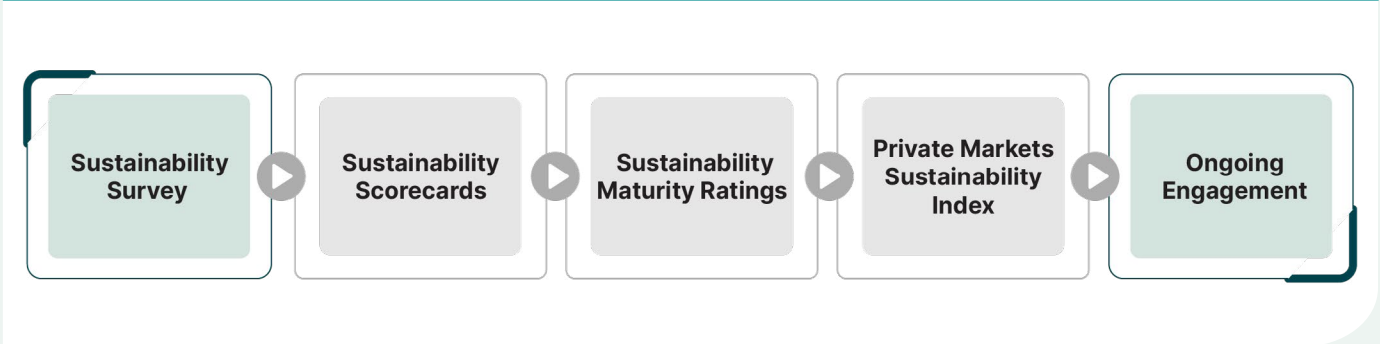 Sustainability
Survey
Sustainability
Scorecards
Sustainability
Maturity Ratings
Private Markets
Sustainability
Index
Ongoing
Engagement